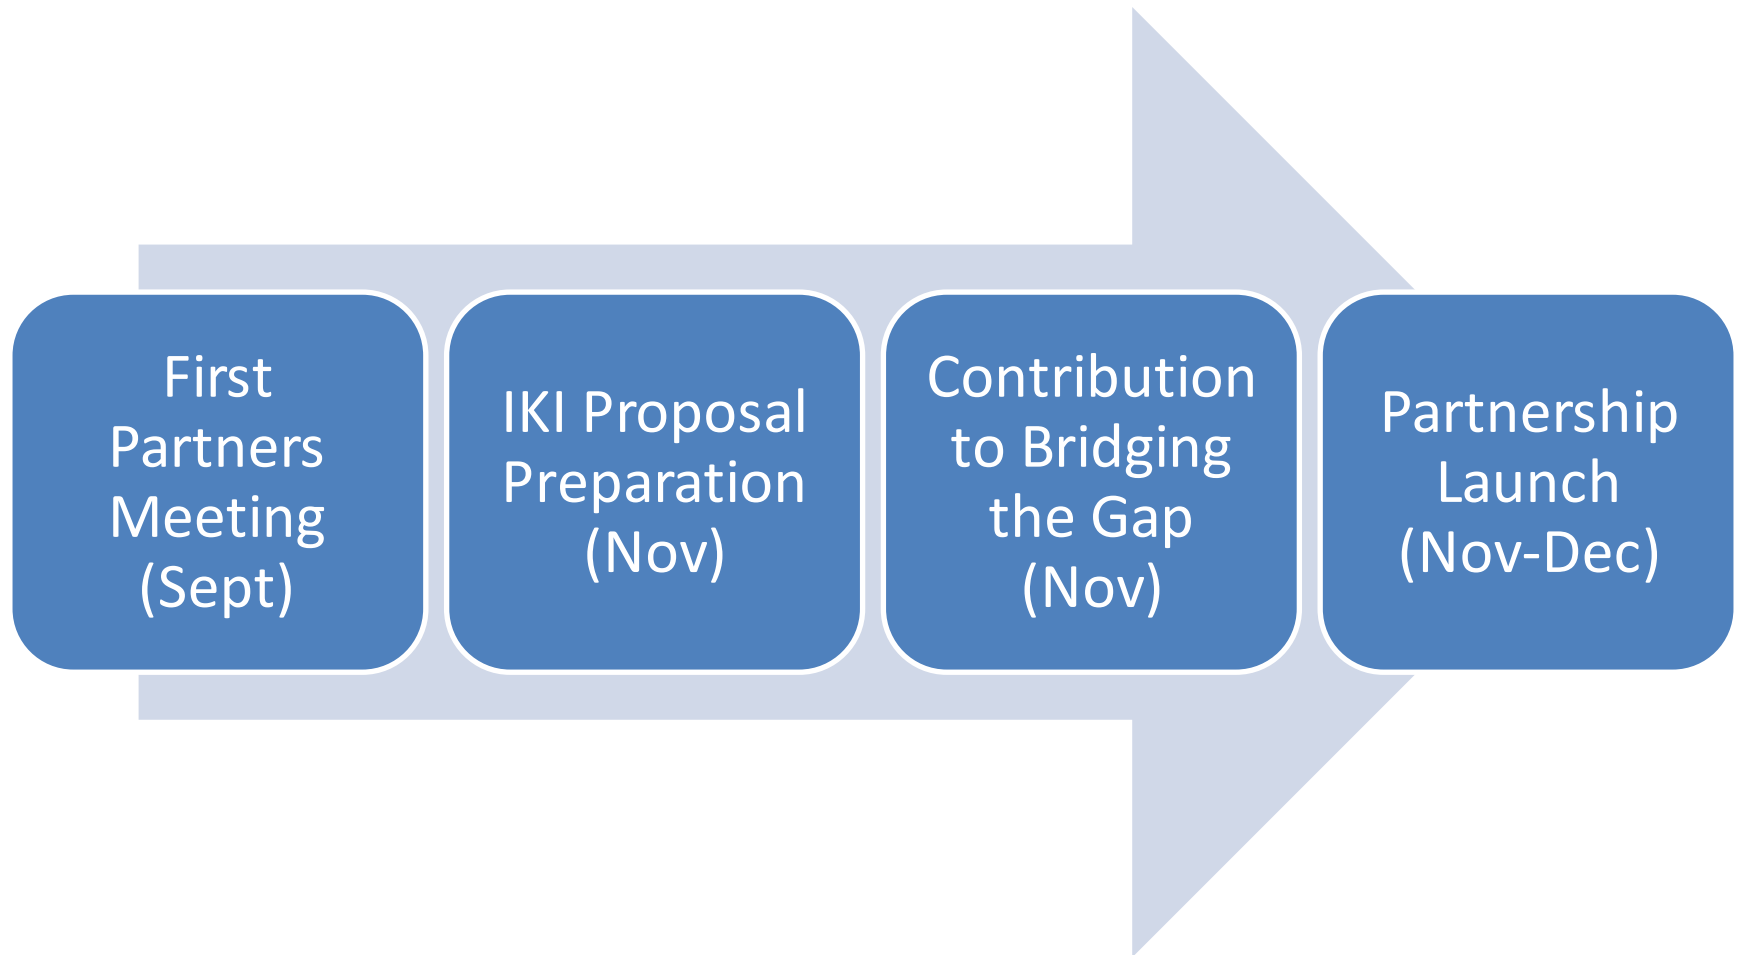 First
Partners
Meeting
(Sept)
IKI Proposal
Preparation
(Nov)
Contribution
to Bridging
the Gap
(Nov)
Partnership
Launch
(Nov-Dec)